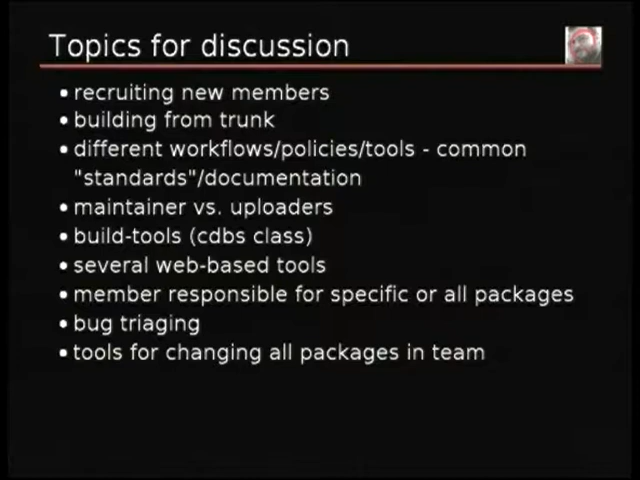 Topics for discussion
• recruiting new members
• building from trunk
• different workflows/policies/tools - common
"standards"/documentation
• maintainer vs. uploaders
• build-tools (cdbs class)
• several web-based tools
• member responsible for specific or all packages
• bug triaging
• tools for changing all packages in team